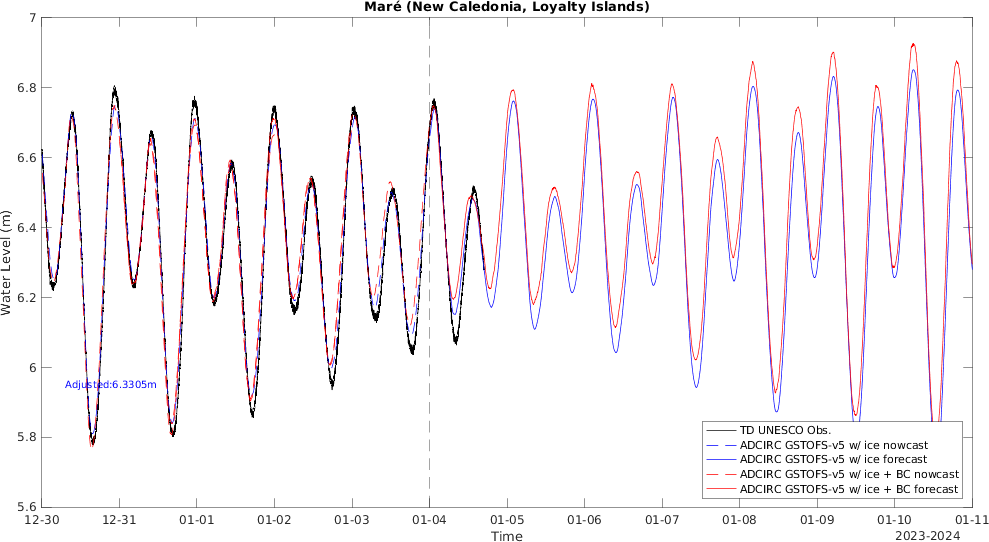 Maré (New Caledonia, Loyalty Islands)
7
6.8
6.6
6.4
6.2
6
5.8
5.6
Water Level (m)
Adjusted:6.3305m
TD UNESCO Obs.
ADCIRC GSTOFS-v5 w/ ice nowcast
ADCIRC GSTOFS-v5 w/ ice forecast
ADCIRC GSTOFS-v5 w/ ice + BC nowcast
ADCIRC GSTOFS-v5 w/ ice + BC forecast
12-30 12-31 01-01 01-02 01-03 01-04 01-05 01-06 01-07 01-08 01-09 01-10 01-11
Time
2023-2024